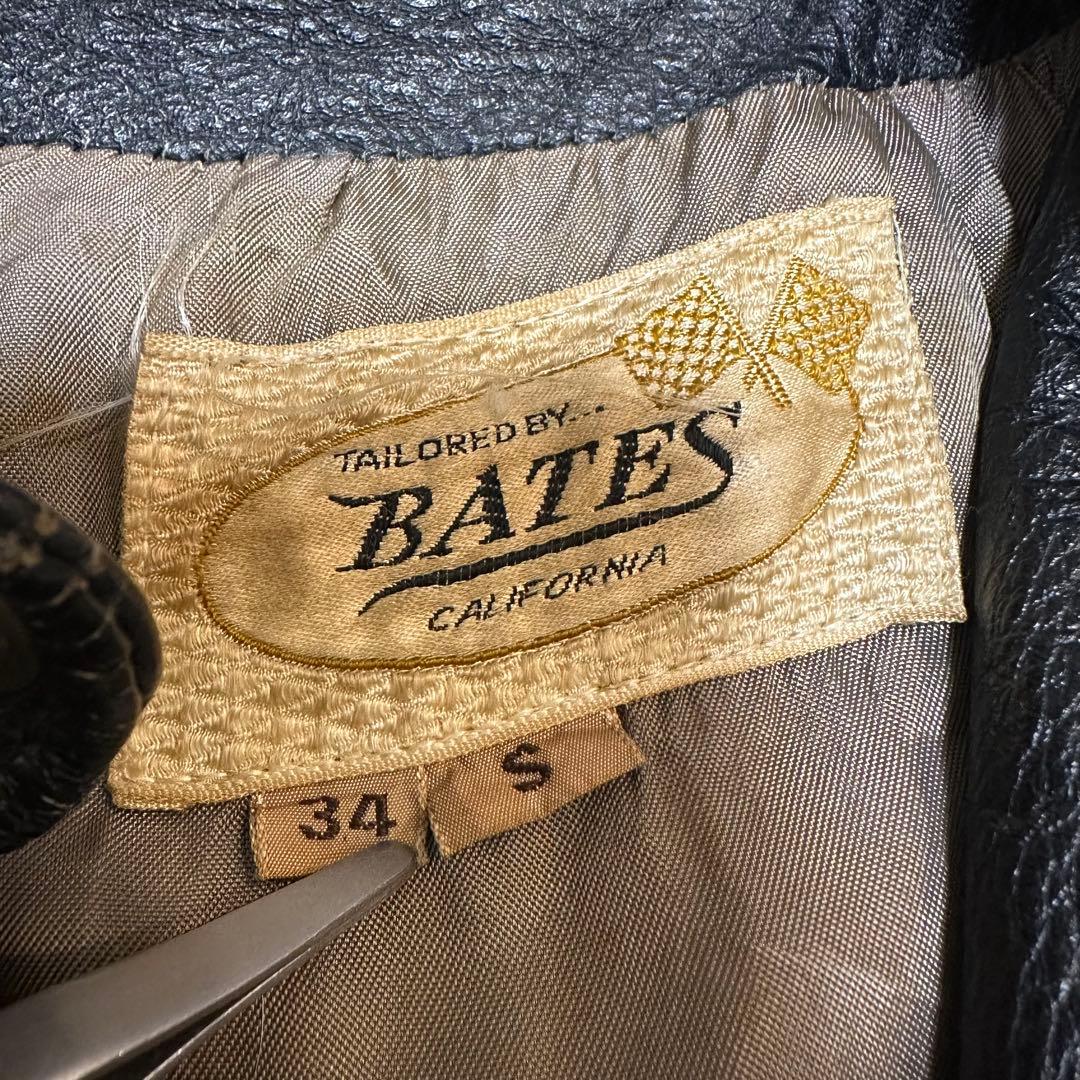 TAILORED BY...
BATES
CALIFORNIA
34 S